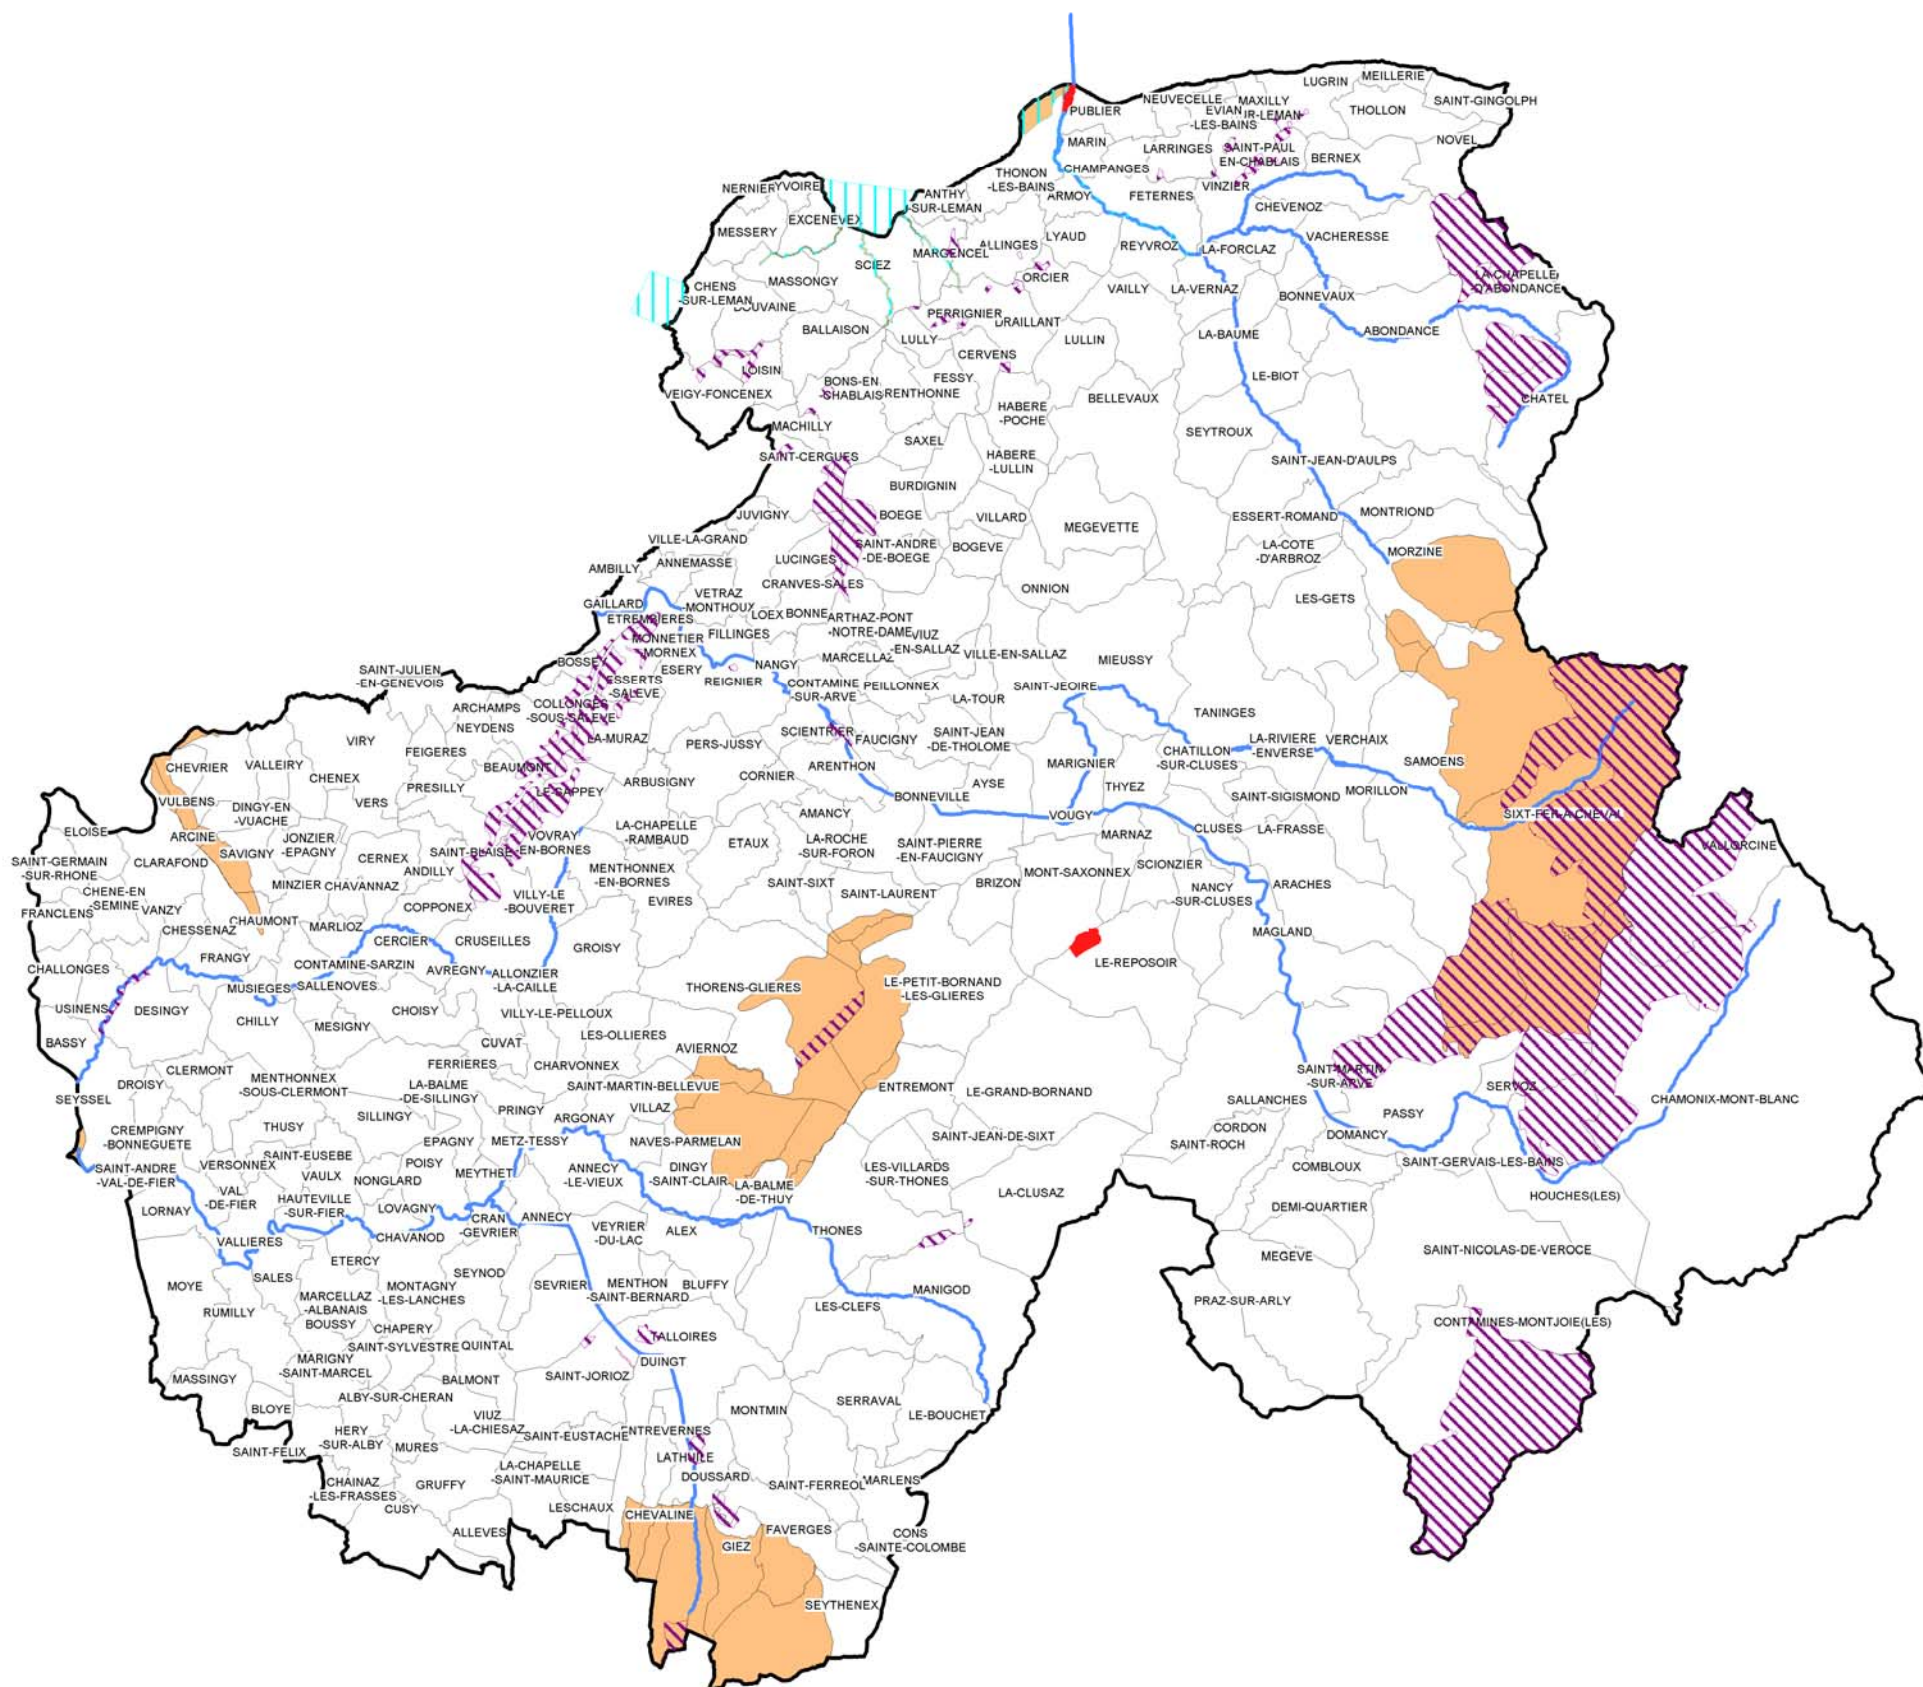 LUGRIN
MEILLERIE
NEUVECELLE
MAXILLY
SAINT-GINGOLPH
PUBLIER
EVIAN
-LES-BAINS
THOLLON
MARIN
LARRINGES
SAINT-PAUL
EN-CHABLAIS
BERNEX
NOVEL
CHAMPANGES
THONON
-LES-BAINS
ARMOY
FETERNES
VINZIER
NERNIER
YVOIRE
ANTHY
-SUR-LEMAN
CHEVENOZ
EXCENEVEX
MESSERY
LYAUD
REYVROZ
LA-FORCLAZ
VACHERESSE
MARGENCEL
ALLINGES
SCIEZ
ORCIER
MASSONGY
CHENS
-SUR-LEMAN
DOUVAINE
VAILLY
LA-VERNAZ
BONNEVAUX
LA-CHAPELLE
-D'ABONDANCE
PERRIGNIER
DRAILLANT
BALLAISON
LULLY
LULLIN
LA-BAUME
ABONDANCE
CERVENS
LOISIN
FESSY
LE-BIOT
BONS-EN
-CHABLAIS
RENTHONNE
VEIGY-FONCENEX
BELLEVAUX
CHATEL
HABERE
-POCHE
MACHILLY
SEYTROUX
SAXEL
SAINT-CERGUES
HABERE
-LULLIN
SAINT-JEAN-D'AULPS
BURDIGNIN
JUVIGNY
BOEGE
VILLARD
MEGEVETTE
ESSERT-ROMAND
MONTRIOND
VILLE-LA-GRAND
SAINT-ANDRE
-DE-BOEGE
BOGEVE
LA-COTE
-D'ARBROZ
MORZINE
ANNEMASSE
LUCINGES
AMBILLY
CRANVES-SALES
ONNION
VETRAZ
-MONTHOUX
LES-GETS
GAILLARD
ETREMBIERES
LOEX
BONNE
ARTHAZ-PONT
-NOTRE-DAME
MONNETIER
-MORNEX
FILLINGES
VIUZ
-EN-SALLAZ
BOSSEY
ESERY
NANGY
MARCELLAZ
VILLE-EN-SALLAZ
MIEUSSY
SAINT-JULIEN
-EN-GENEVOIS
ESSERTS
-SALEVE
REIGNIER
CONTAMINE
-SUR-ARVE
PEILLONNEX
SAINT-JEOIRE
LA-TOUR
ARCHAMPS
COLLONGES
-SOUS-SALEVE
NEYDENS
TANINGES
VIRY
FEIGERES
LA-MURAZ
PERS-JUSSY
SCIENTRIER
FAUCIGNY
SAINT-JEAN
-DE-THOLOME
CHATILLON
-SUR-CLUSES
LA-RIVIERE
-ENVERSE
VERCHAIX
SAMOENS
CHEVRIER
VALLEIRY
CHENEX
BEAUMONT
ARBUSIGNY
CORNIER
ARENTHON
MARIGNIER
PRESILLY
LE-SAPPEY
AYSE
THYEZ
VULBENS
DINGY-EN
-VUACHE
VERS
BONNEVILLE
SAINT-SIGISMOND
MORILLON
AMANCY
VOUGY
SIXT-FER-A-CHEVAL
ELOISE
ARCINE
JONZIER
-EPAGNY
VOVRAY
-EN-BORNES
LA-CHAPELLE
-RAMBAUD
ETAUX
LA-ROCHE
-SUR-FORON
SAINT-PIERRE
-EN-FAUCIGNY
MARNAZ
CLUSES
LA-FRASSE
VALLORCINE
SAINT-GERMAIN
-SUR-RHONE
CLARAFOND
SAVIGNY
CERNEX
SAINT-BLAISE
ANDILLY
MENTHONNEX
-EN-BORNES
SCIONZIER
MONT-SAXONNEX
CHENE-EN
-SEMINE
MINZIER
CHAVANNAZ
VILLY-LE
-BOUVERET
SAINT-SIXT
SAINT-LAURENT
BRIZON
NANCY
-SUR-CLUSES
ARACHES
FRANCLENS
VANZY
CHAUMONT
COPPONEX
EVIRES
CHESSENAZ
MARLIOZ
CERCIER
CRUSEILLES
GROISY
MAGLAND
CHALLONGES
FRANGY
CONTAMINE-SARZIN
AVREGNY
ALLONZIER
-LA-CAILLE
LE-REPOSOIR
MUSIEGES
SALLENOVES
THORENS-GLIERES
LE-PETIT-BORNAND
-LES-GLIERES
USINENS
DESINGY
CHILLY
MESIGNY
CHOISY
VILLY-LE-PELLOUX
BASSY
CUVAT
LES-OLLIERES
AVIERNOZ
CLERMONT
FERRIERES
CHARVONNEX
SAINT-MARTIN
-SUR-ARVE
DROISY
MENTHONNEX
-SOUS-CLERMONT
LA-BALME
-DE-SILLINGY
SAINT-MARTIN-BELLEVUE
ENTREMONT
LE-GRAND-BORNAND
SERVOZ
SEYSSEL
SILLINGY
PRINGY
ARGONAY
VILLAZ
SALLANCHES
PASSY
CHAMONIX-MONT-BLANC
CREMPIGNY
-BONNEGUETE
THUSY
EPAGNY
METZ-TESSY
NAVES-PARMELAN
SAINT-JEAN-DE-SIXT
CORDON
SAINT-ROCH
DOMANCY
SAINT-ANDRE
-VAL-DE-FIER
VERSONNEX
SAINT-EUSEBE
VAULX
POISY
NONGLARD
MEYTHET
ANNECY
-LE-VIEUX
DINGY
-SAINT-CLAIR
LA-BALME
-DE-THUY
LES-VILLARDS
-SUR-THONES
COMBLOUX
SAINT-GERVAIS-LES-BAINS
VAL
-DE-FIER
HAUTEVILLE
-SUR-FIER
LOVAGNY
LA-CLUSAZ
HOUCHES(LES)
LORNAY
CRAN
-GEVRIER
ANNECY
VEYRIER
-DU-LAC
ALEX
THONES
DEMI-QUARTIER
VALLIERES
CHAVANOD
ETERCY
MEGEVE
SAINT-NICOLAS-DE-VEROCE
MOYE
SALES
SEYNOD
MARCELLAZ
-ALBANAIS
MONTAGNY
-LES-LANCHES
SEVRIER
MENTHON
-SAINT-BERNARD
BLUFFY
MANIGOD
RUMILLY
BOUSSY
LES-CLEFS
PRAZ-SUR-ARLY
CHAPERY
CONTAMINES-MONTJOIE(LES)
SAINT-SYLVESTRE
QUINTAL
TALLOIRES
MARIGNY
-SAINT-MARCEL
DUINGT
MASSINGY
BALMONT
SAINT-JORIOZ
ALBY-SUR-CHERAN
BLOYE
MONTMIN
SERRAVAL
LE-BOUCHET
VIUZ
-LA-CHIESAZ
HERY
-SUR-ALBY
SAINT-EUSTACHE
ENTREVERNES
SAINT-FELIX
MURES
LATHUILE
LA-CHAPELLE
-SAINT-MAURICE
DOUSSARD
SAINT-FERREOL
MARLENS
CHAINAZ
-LES-FRASSES
GRUFFY
CUSY
LESCHAUX
CHEVALINE
ALLEVES
FAVERGES
CONS
-SAINTE-COLOMBE
GIEZ
SEYTHENEX